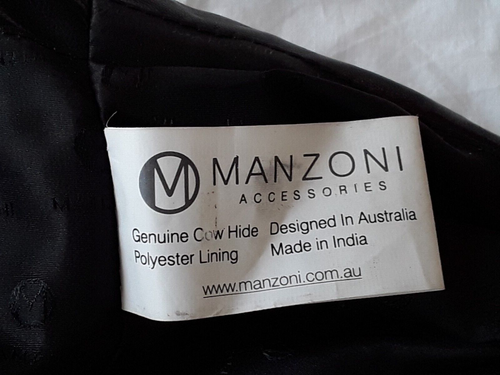 M MANZONI
ACCESSORIES
Genuine Cow Hide Designed In Australia
Polyester Lining Made in India
www.manzoni.com.au